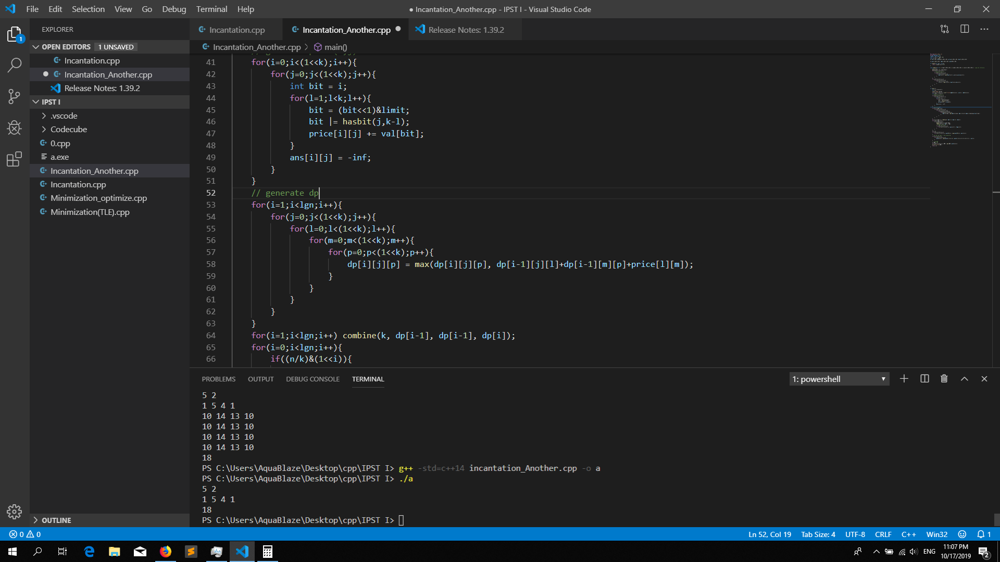 File Edit Selection View Go Debug Terminal Help
● Incantation_Another.cpp - IPST I - Visual Studio Code
EXPLORER
OPEN EDITORS 1 UNSAVED
Incantation.cpp
Incantation_Another.cpp
Release Notes: 1.39.2
IPST I
.vscode
Codecube
0.cpp
a.exe
Incantation_Another.cpp
Incantation.cpp
Minimization_optimize.cpp
Minimization(TLE).cpp
OUTLINE
1
Incantation.cpp Incantation_Another.cpp Release Notes: 1.39.2
Incantation_Another.cpp > main()
41 for(i=0;i<(1<<k);i++){
42 for(j=0;j<(1<<k);j++){
43 int bit = i;
44 for(l=1;l<k;l++){
45 bit = (bit<<1)&limit;
46 bit |= hasbit(j,k-l);
47 price[i][j] += val[bit];
48 }
49 ans[i][j] = -inf;
50 }
51 }
52 // generate dp
53 for(i=1;i<lgn;i++){
54 for(j=0;j<(1<<k);j++){
55 for(l=0;l<(1<<k);l++){
56 for(m=0;m<(1<<k);m++){
57 for(p=0;p<(1<<k);p++){
58 dp[i][j][p] = max(dp[i][j][p], dp[i-1][j][l]+dp[i-1][m][p]+price[l][m]);
59 }
60 }
61 }
62 }
63 }
64 for(i=1;i<lgn;i++) combine(k, dp[i-1], dp[i-1], dp[i]);
65 for(i=0;i<lgn;i++){
66 if((n/k)&(1<<i)){
PROBLEMS OUTPUT DEBUG CONSOLE TERMINAL
1: powershell
5 2
1 5 4 1
10 14 13 10
10 14 13 10
10 14 13 10
10 14 13 10
18
PS C:\Users\AquaBlaze\Desktop\cpp\IPST I> g++ -std=c++14 incantation_Another.cpp -o a
PS C:\Users\AquaBlaze\Desktop\cpp\IPST I> ./a
5 2
1 5 4 1
18
PS C:\Users\AquaBlaze\Desktop\cpp\IPST I>
0 0
Ln 52, Col 19 Tab Size: 4 UTF-8 CRLF C++ Win32 1
ENG
11:07 PM
10/17/2019
2